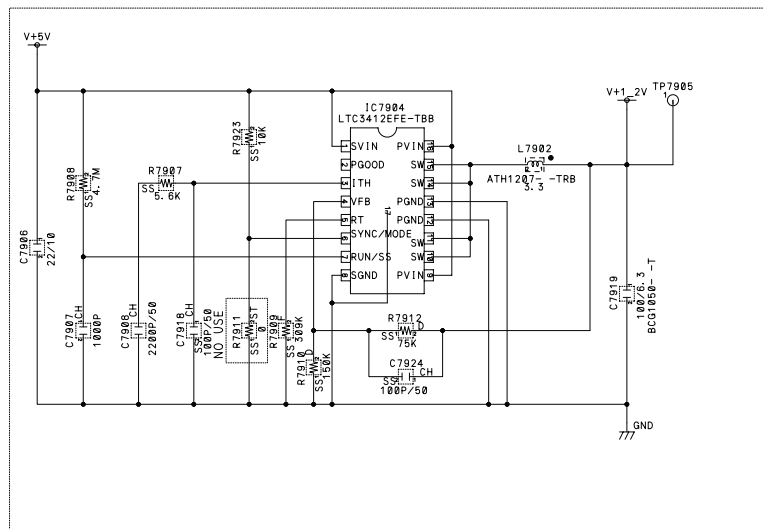 V+5V
IC7904
LTC3412EFE-TBB
1 SVIN
2 PGOOD
3 ITH
4 VFB
5 RT
6 SYNC/MODE
7 RUN/SS
8 SGND
PVIN 16
SW 15
SW 14
PGND 13
PGND 12
SW 11
SW 10
PVIN 9
17
R7923
SS 10K
R7908
SS 4.7M
R7907
SS
5.6K
L7902
ATH1207- -TRB
3.3
V+1_2V
TP7905
1
C7906
22/10
C7907 CH
1000P
C7908 CH
2200P/50
C7918 CH
SS 100P/50
NO USE
R7911 ST
SS 0
R7909 F
SS 309K
R7910 D
SS 150K
R7912
D
SS
75K
C7924
SS CH
100P/50
C7919
100/6.3
BCG1050- -T
GND